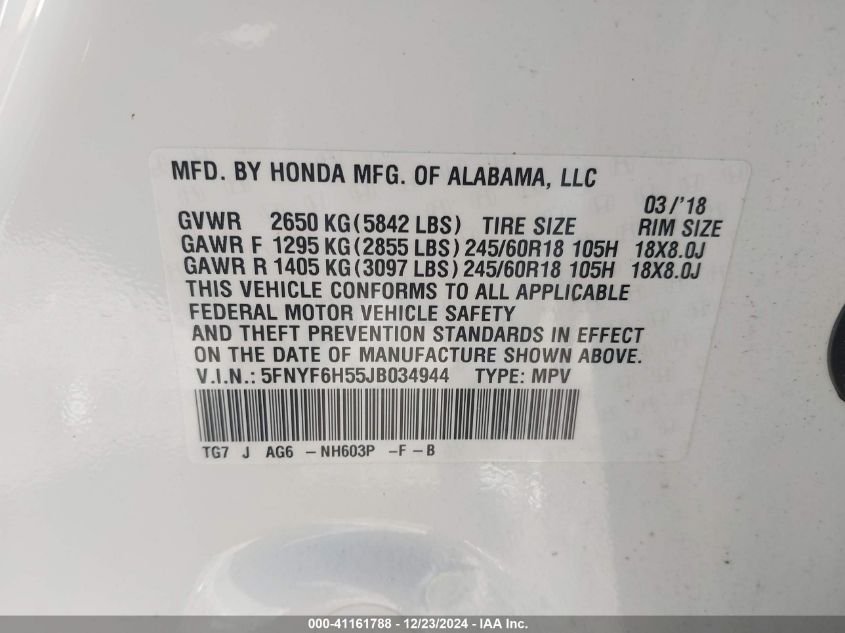 MFD. BY HONDA MFG. OF ALABAMA, LLC
03/'18
GVWR 2650 KG(5842 LBS) TIRE SIZE RIM SIZE
GAWR F 1295 KG(2855 LBS) 245/60R18 105H 18X8.0J
GAWR R 1405 KG(3097 LBS) 245/60R18 105H 18X8.0J
THIS VEHICLE CONFORMS TO ALL APPLICABLE
FEDERAL MOTOR VEHICLE SAFETY
AND THEFT PREVENTION STANDARDS IN EFFECT
ON THE DATE OF MANUFACTURE SHOWN ABOVE.
V.I.N.: 5FNYF6H55JB034944 TYPE: MPV
TG7 J AG6 -NH603P -F-B
000-41161788 - 12/23/2024 - IAA Inc.